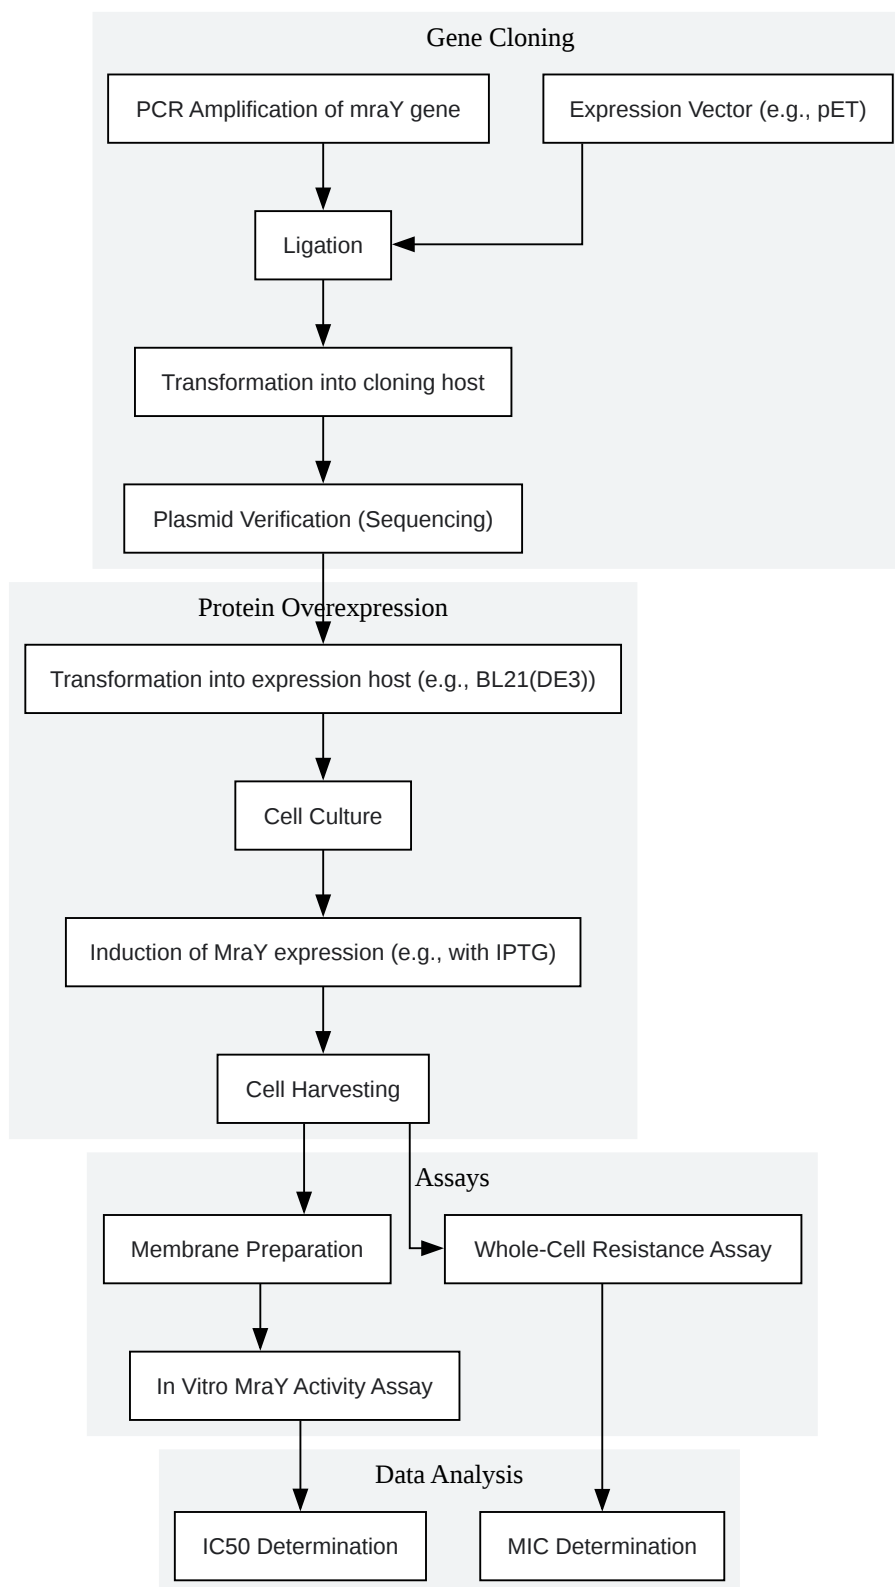 Gene Cloning
PCR Amplification of mraY gene
Expression Vector (e.g., pET)
Ligation
Transformation into cloning host
Plasmid Verification (Sequencing)
Protein Overexpression
Transformation into expression host (e.g., BL21(DE3))
Cell Culture
Induction of MraY expression (e.g., with IPTG)
Cell Harvesting
Assays
Membrane Preparation
Whole-Cell Resistance Assay
In Vitro MraY Activity Assay
Data Analysis
IC50 Determination
MIC Determination